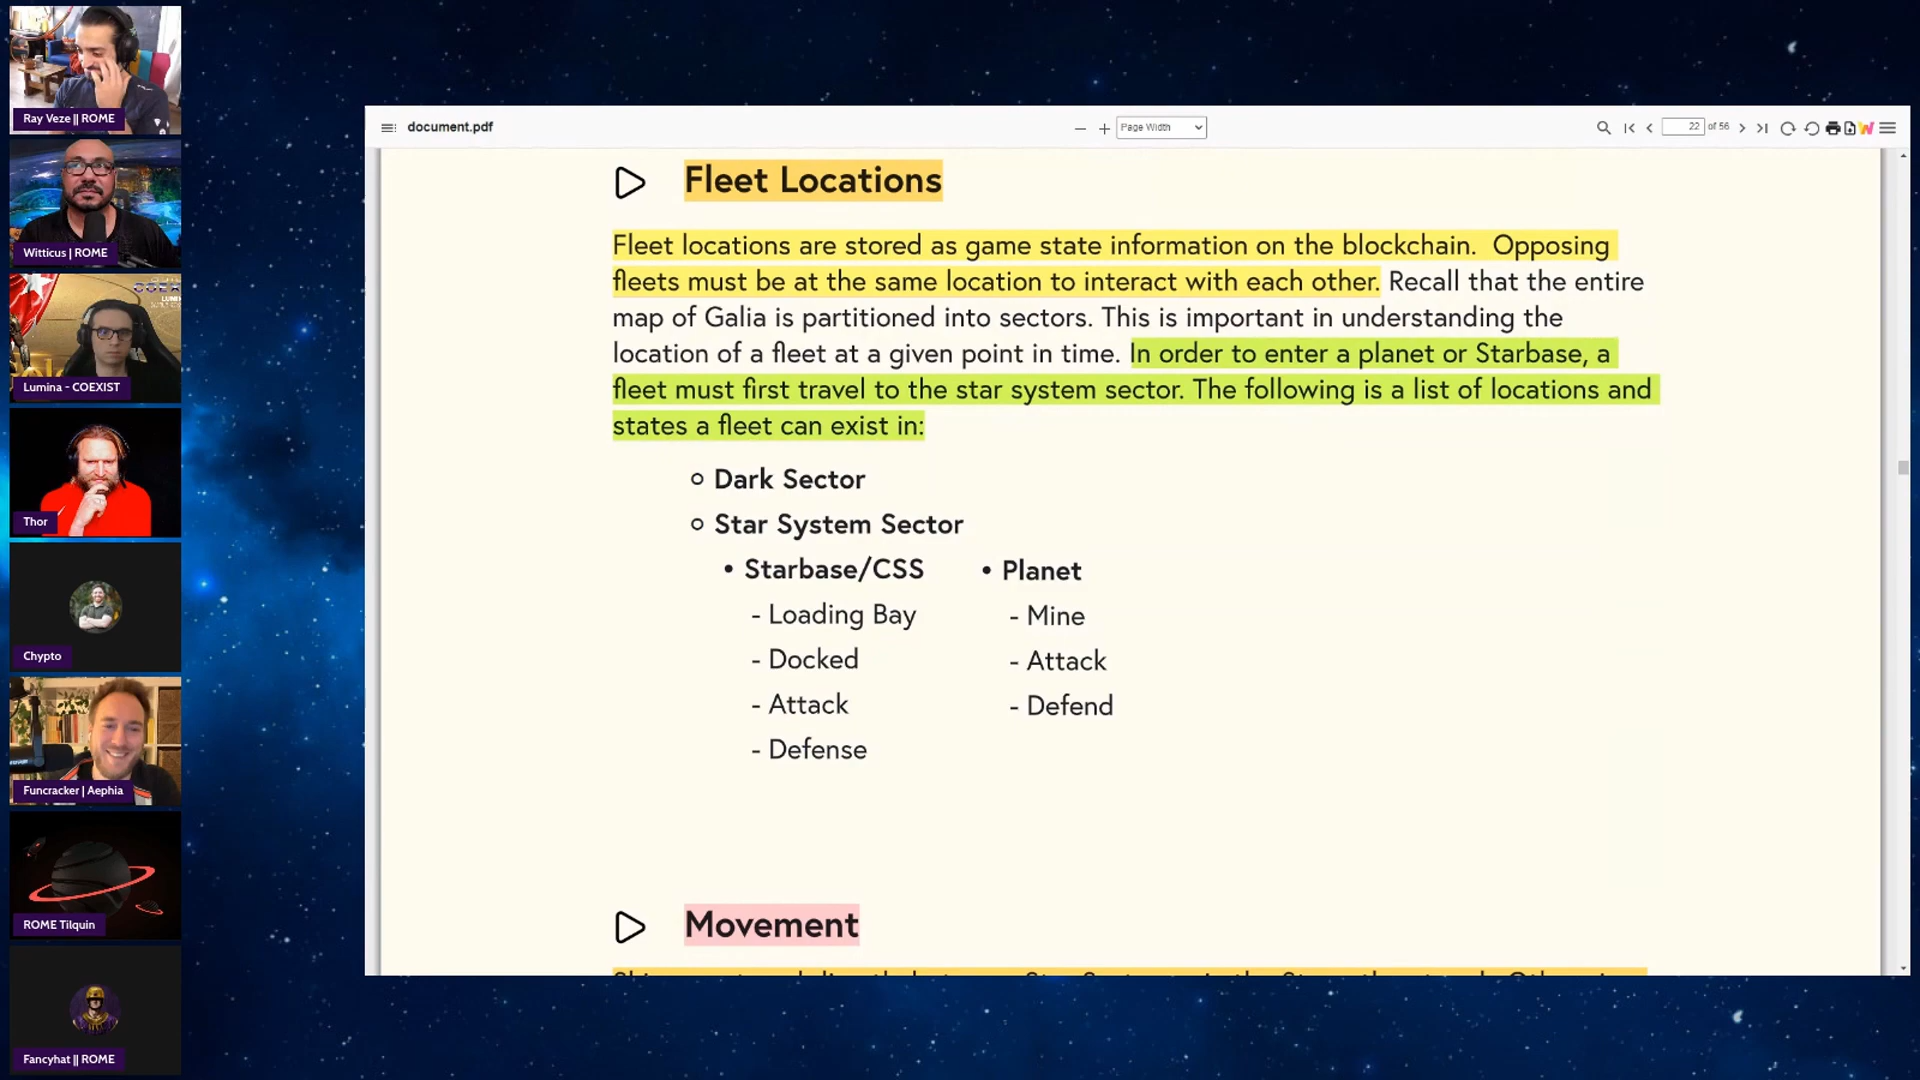 Ray Veze || ROME
Witticus | ROME
Lumina - COEXIST
Thor
Chypto
Funcracker | Aephia
ROME Tilquin
Fancyhat || ROME
document.pdf
Page Width
22 of 56
Fleet Locations
Fleet locations are stored as game state information on the blockchain. Opposing
fleets must be at the same location to interact with each other. Recall that the entire
map of Galia is partitioned into sectors. This is important in understanding the
location of a fleet at a given point in time. In order to enter a planet or Starbase, a
fleet must first travel to the star system sector. The following is a list of locations and
states a fleet can exist in:
Dark Sector
Star System Sector
• Starbase/CSS
- Loading Bay
- Docked
- Attack
- Defense
• Planet
- Mine
- Attack
- Defend
Movement